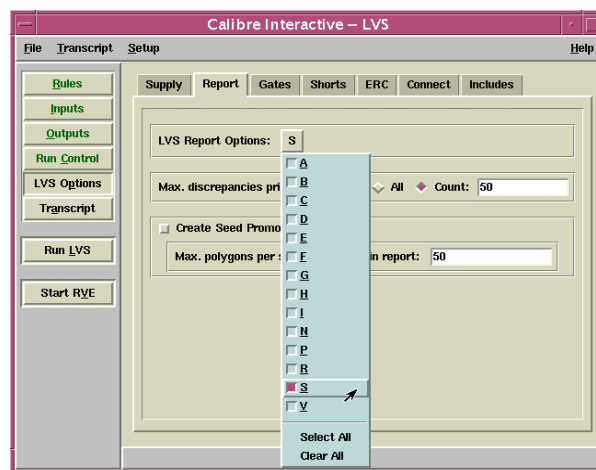 Calibre Interactive – LVS
File Transcript Setup Help
Rules
Inputs
Outputs
Run Control
LVS Options
Transcript
Run LVS
Start RVE
Supply Report Gates Shorts ERC Connect Includes
LVS Report Options: S
A
B
C
D
E
F
G
H
I
N
P
R
S
V
Select All
Clear All
Max. discrepancies pri All Count: 50
Create Seed Promo
Max. polygons per s in report: 50